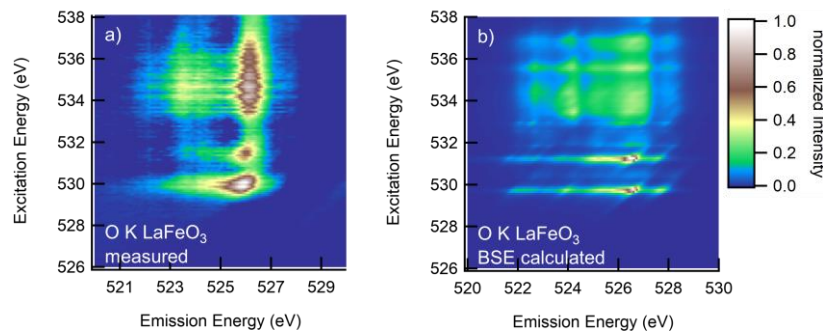 a)
538
536
534
532
530
528
526
Excitation Energy (eV)
O K LaFeO3
measured
521
523
525
527
529
Emission Energy (eV)
b)
538
536
534
532
530
528
526
Excitation Energy (eV)
O K LaFeO3
BSE calculated
520
522
524
526
528
530
Emission Energy (eV)
1.0
0.8
0.6
0.4
0.2
0.0
normalized Intensity